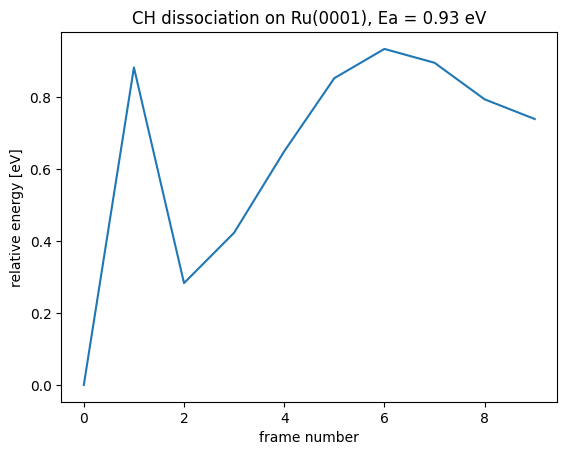 CH dissociation on Ru(0001), Ea = 0.93 eV
relative energy [eV]
0.8
0.6
0.4
0.2
0.0
0 2 4 6 8
frame number